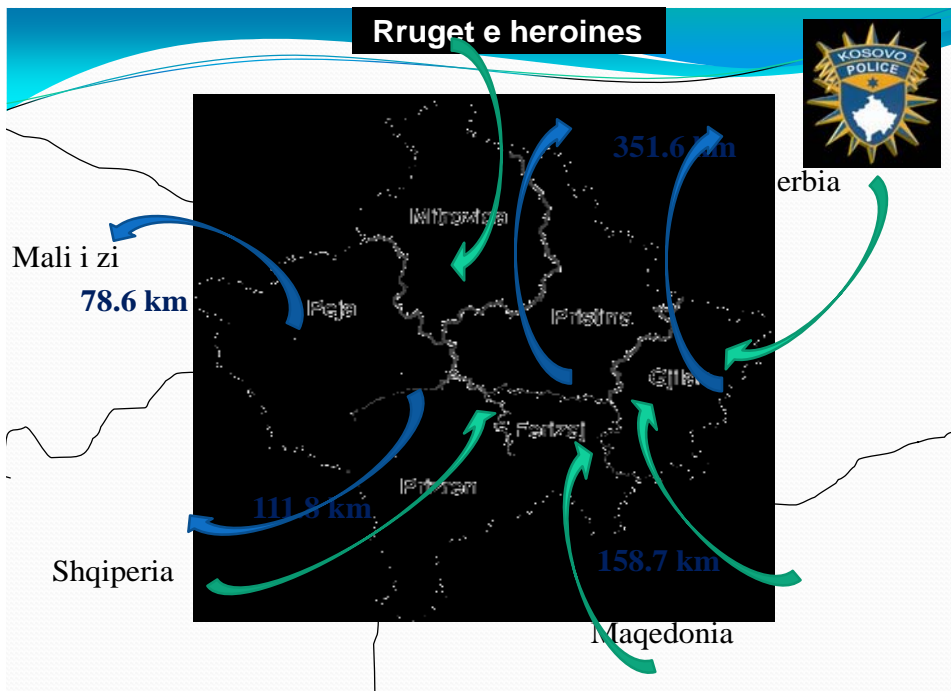 Rruget e heroines
KOSOVO
POLICE
351.6 km
erbia
Mitrovica
Mali i zi
78.6 km
Peja
Pristina
Gjilan
Ferizaj
Prizren
111.8 km
Shqiperia
158.7 km
Maqedonia